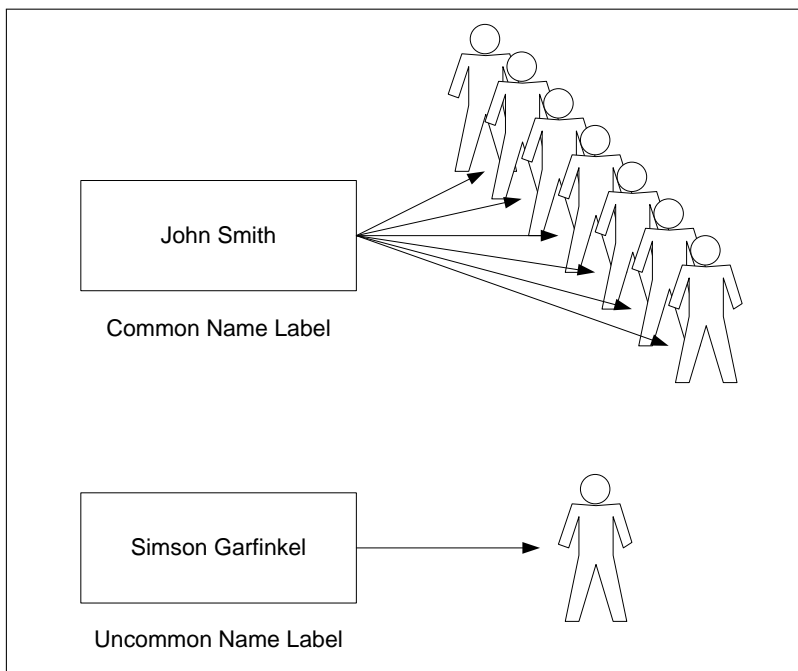 John Smith
Common Name Label
Simson Garfinkel
Uncommon Name Label